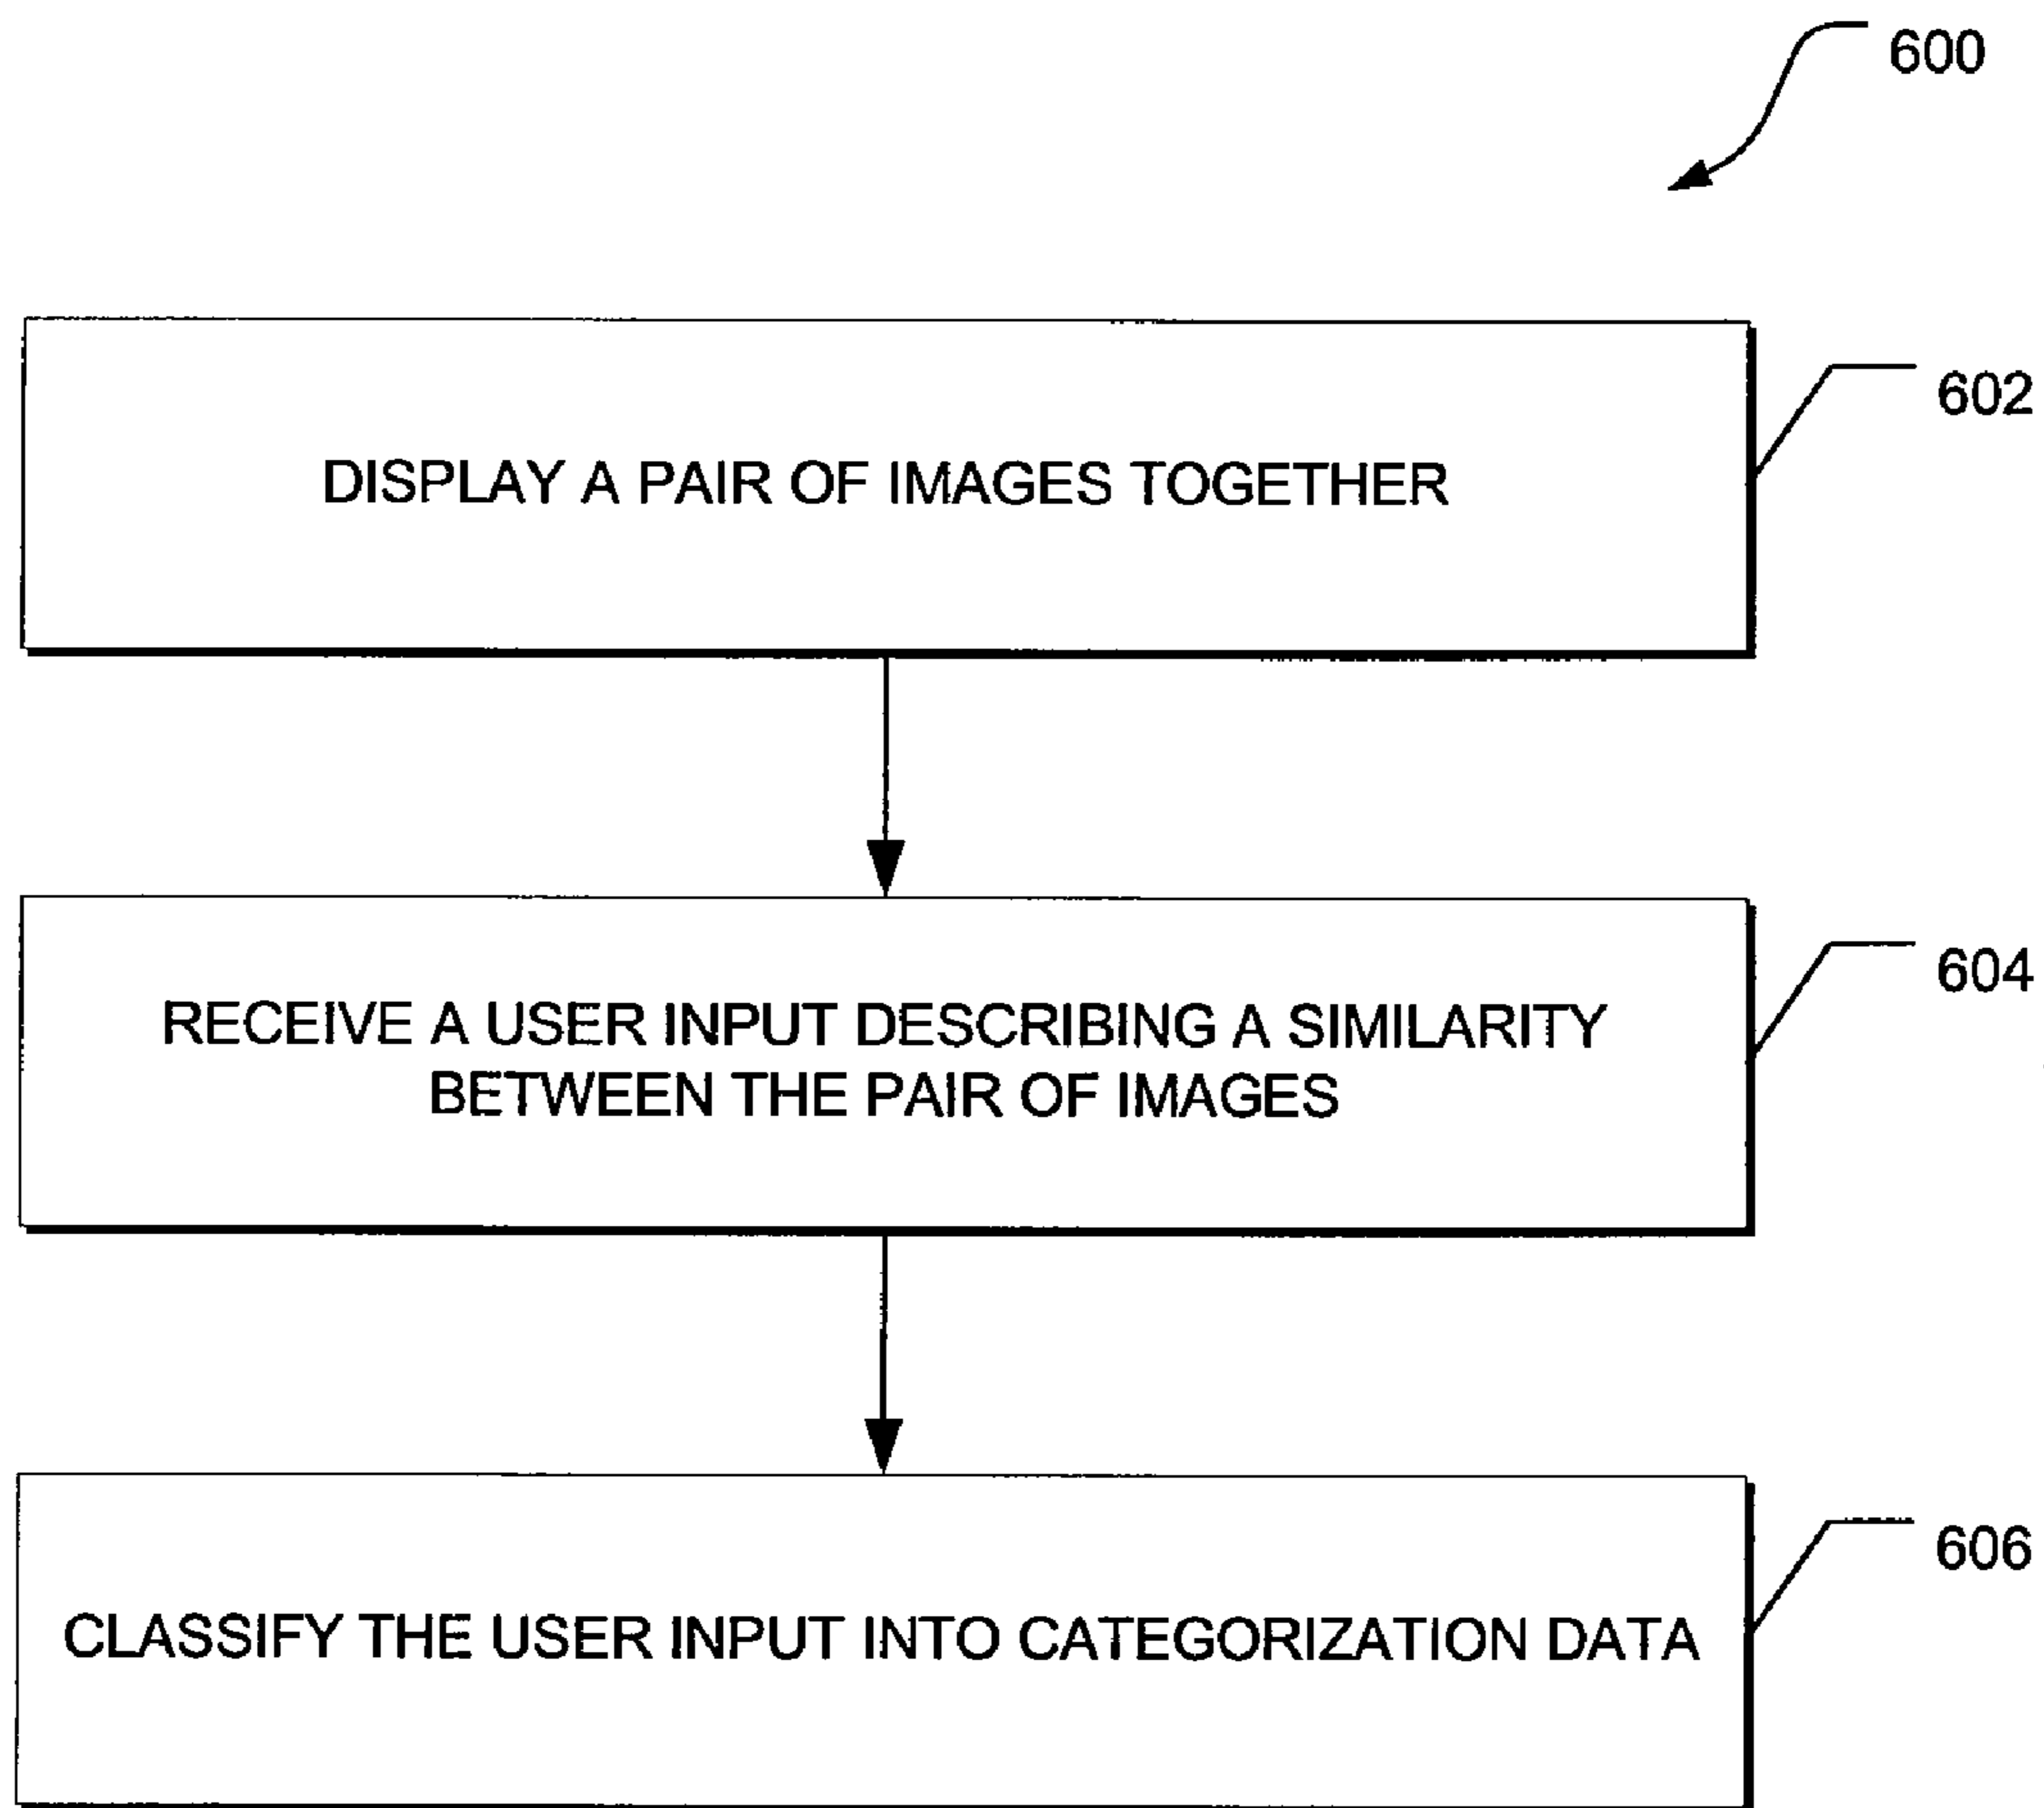 600
602
DISPLAY A PAIR OF IMAGES TOGETHER
604
RECEIVE A USER INPUT DESCRIBING A SIMILARITY
BETWEEN THE PAIR OF IMAGES
606
CLASSIFY THE USER INPUT INTO CATEGORIZATION DATA